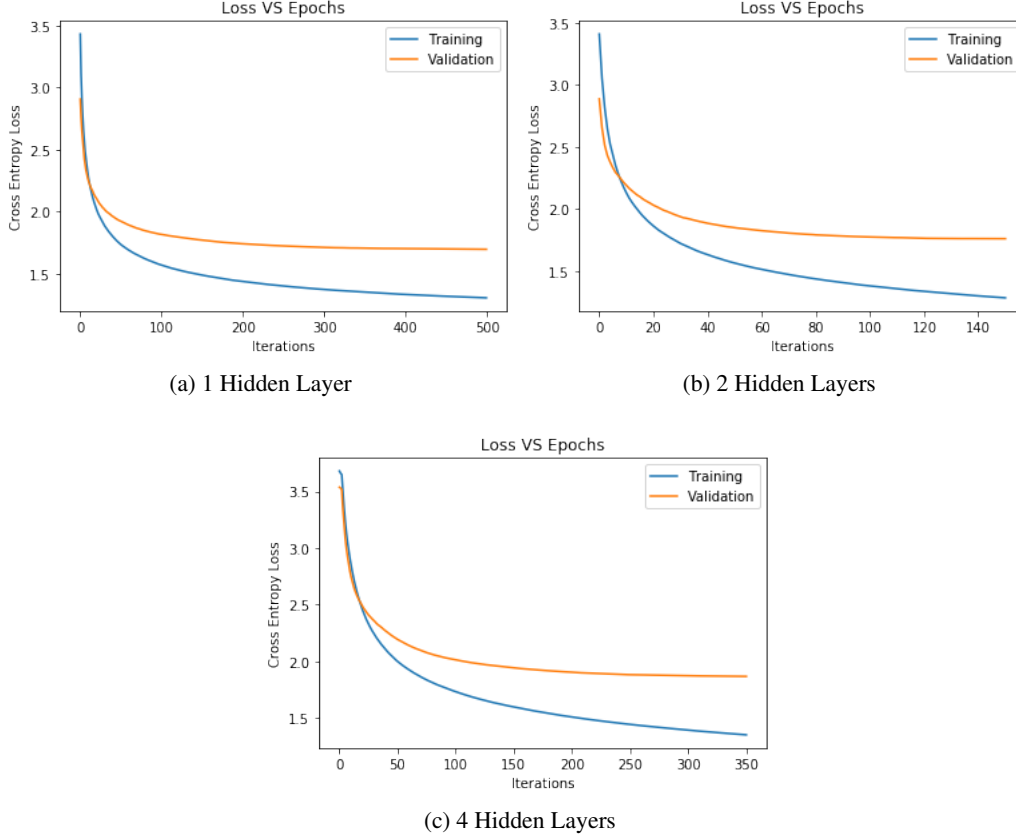 Loss VS Epochs
3.5
3.0
2.5
2.0
1.5
Cross Entropy Loss
Training
Validation
0 100 200 300 400 500
Iterations
(a) 1 Hidden Layer
Loss VS Epochs
3.5
3.0
2.5
2.0
1.5
Cross Entropy Loss
Training
Validation
0 20 40 60 80 100 120 140
Iterations
(b) 2 Hidden Layers
Loss VS Epochs
3.5
3.0
2.5
2.0
1.5
Cross Entropy Loss
Training
Validation
0 50 100 150 200 250 300 350
Iterations
(c) 4 Hidden Layers